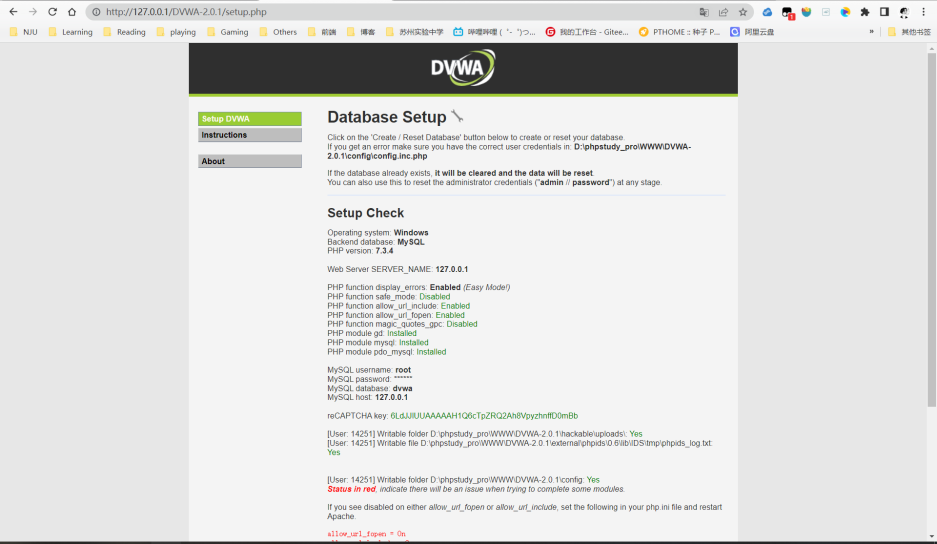 http://127.0.0.1/DVWA-2.0.1/setup.php
1
NJU Learning Reading playing Gaming Others 前端 博客 苏州实验中学 哔哩哔哩 (゜-゜)つ... 我的工作台 - Gitee... PTHOME :: 种子 P... 阿里云盘 » 其他书签
DVWA
Setup DVWA
Instructions
About
Database Setup
Click on the 'Create / Reset Database' button below to create or reset your database.
If you get an error make sure you have the correct user credentials in: D:\phpstudy_pro\WWW\DVWA-
2.0.1\config\config.inc.php
If the database already exists, it will be cleared and the data will be reset.
You can also use this to reset the administrator credentials ("admin // password") at any stage.
Setup Check
Operating system: Windows
Backend database: MySQL
PHP version: 7.3.4
Web Server SERVER_NAME: 127.0.0.1
PHP function display_errors: Enabled (Easy Mode!)
PHP function safe_mode: Disabled
PHP function allow_url_include: Enabled
PHP function allow_url_fopen: Enabled
PHP function magic_quotes_gpc: Disabled
PHP module gd: Installed
PHP module mysql: Installed
PHP module pdo_mysql: Installed
MySQL username: root
MySQL password: ******
MySQL database: dvwa
MySQL host: 127.0.0.1
reCAPTCHA key: 6LdJJlUUAAAAAH1Q6cTpZRQ2Ah8VpyzhnffD0mBb
[User: 14251] Writable folder D:\phpstudy_pro\WWW\DVWA-2.0.1\hackable\uploads\: Yes
[User: 14251] Writable file D:\phpstudy_pro\WWW\DVWA-2.0.1\external\phpids\0.6\lib\IDS\tmp\phpids_log.txt:
Yes
[User: 14251] Writable folder D:\phpstudy_pro\WWW\DVWA-2.0.1\config: Yes
Status in red, indicate there will be an issue when trying to complete some modules.
If you see disabled on either allow_url_fopen or allow_url_include, set the following in your php.ini file and restart
Apache.
allow_url_fopen = On